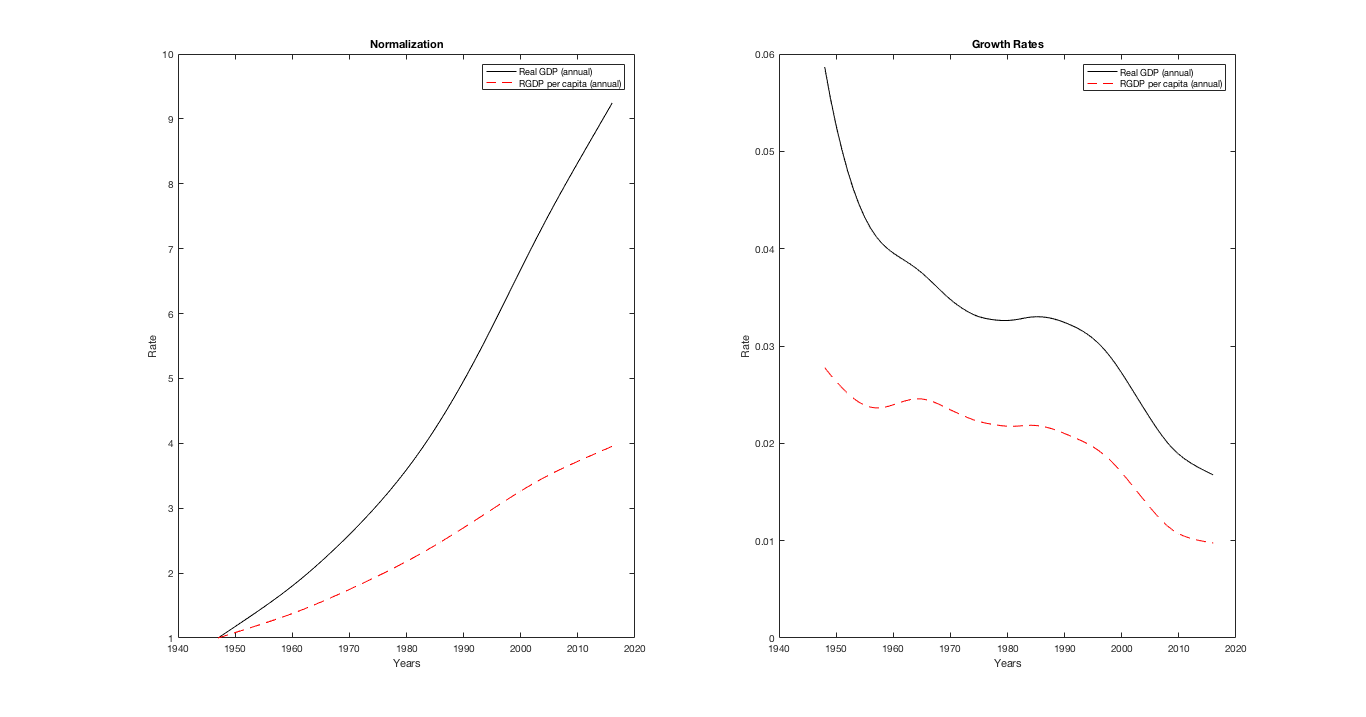 Normalization
Real GDP (annual)
RGDP per capita (annual)
10
9
8
7
6
5
4
3
2
1
Rate
1940 1950 1960 1970 1980 1990 2000 2010 2020
Years
Growth Rates
Real GDP (annual)
RGDP per capita (annual)
0.06
0.05
0.04
0.03
0.02
0.01
0
Rate
1940 1950 1960 1970 1980 1990 2000 2010 2020
Years